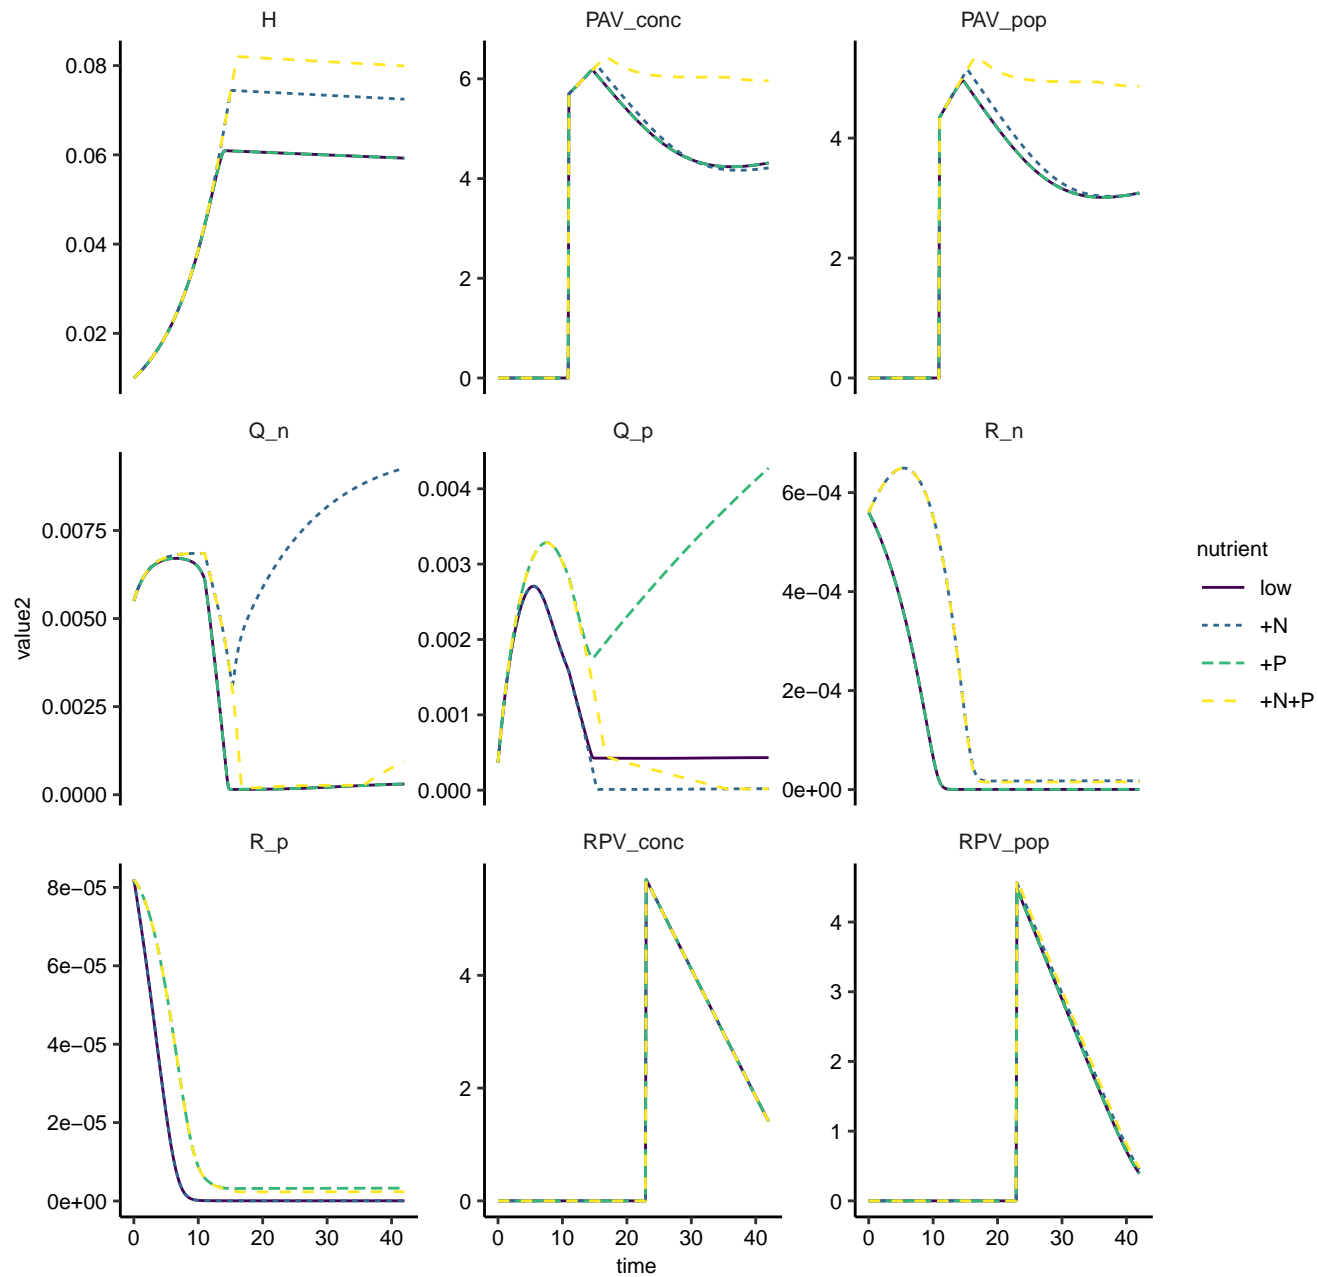 H
PAV_conc
PAV_pop
0.08
0.06
0.04
0.02
6
4
2
0
4
2
0
Q_n
Q_p
R_n
0.0075
0.0050
0.0025
0.0000
0.004
0.003
0.002
0.001
0.000
6e−04
4e−04
2e−04
0e+00
value2
nutrient
low
+N
+P
+N+P
R_p
RPV_conc
RPV_pop
8e−05
6e−05
4e−05
2e−05
0e+00
4
2
0
4
3
2
1
0
0 10 20 30 40
0 10 20 30 40
0 10 20 30 40
time